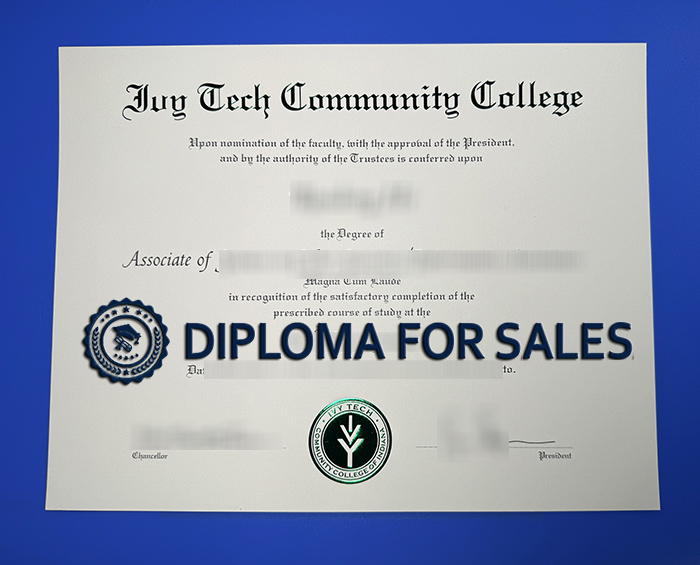 Ivy Tech Community College
Upon nomination of the faculty, with the approval of the President,
and by the authority of the Trustees is conferred upon
the Degree of
Associate of
Magna Cum Laude
in recognition of the satisfactory completion of the
prescribed course of study at the
DIPLOMA FOR SALES
to.
IVY TECH
COMMUNITY COLLEGE OF INDIANA
Chancellor
President